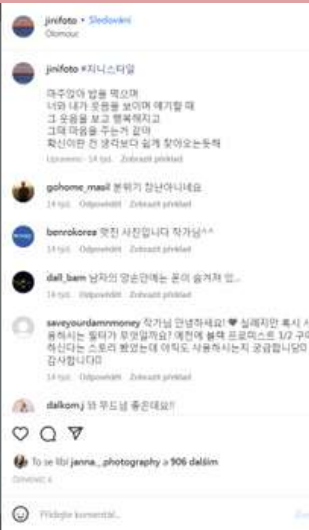 jinifoto • Sledování
Olomouc
jinifoto #지니스타일
마주앉아 밥을 먹으며
너와 내가 웃음을 보이며 얘기할 때
그 웃음을 보고 행복해지고
그때 마음을 주는거 같아
확신이란 건 생각보다 쉽게 찾아오는듯해
Upraveno · 14 týd. Zobrazit překlad
gohome_masil 분위기 장난아니네요
14 týd. Odpovědět Zobrazit překlad
benrokorea 멋진 사진입니다 작가님^^
14 týd. Odpovědět Zobrazit překlad
dall_bam 남자의 양손안에는 폰이 숨겨져 있...
14 týd. Odpovědět Zobrazit překlad
saveyourdamnmoney 작가님 안녕하세요! ♥ 실례지만 혹시 사
용하시는 필터가 무엇일까요? 예전에 블랙 프로미스트 1/2 구매
하신다는 스토리 봤었는데 아직도 사용하시는지 궁금합니당
감사합니다
14 týd. Odpovědět Zobrazit překlad
dalkom.j 와 무드넘 좋은데요!!
To se líbí janna._.photography a 906 dalším
ČERVENEC 4
Přidejte komentář...